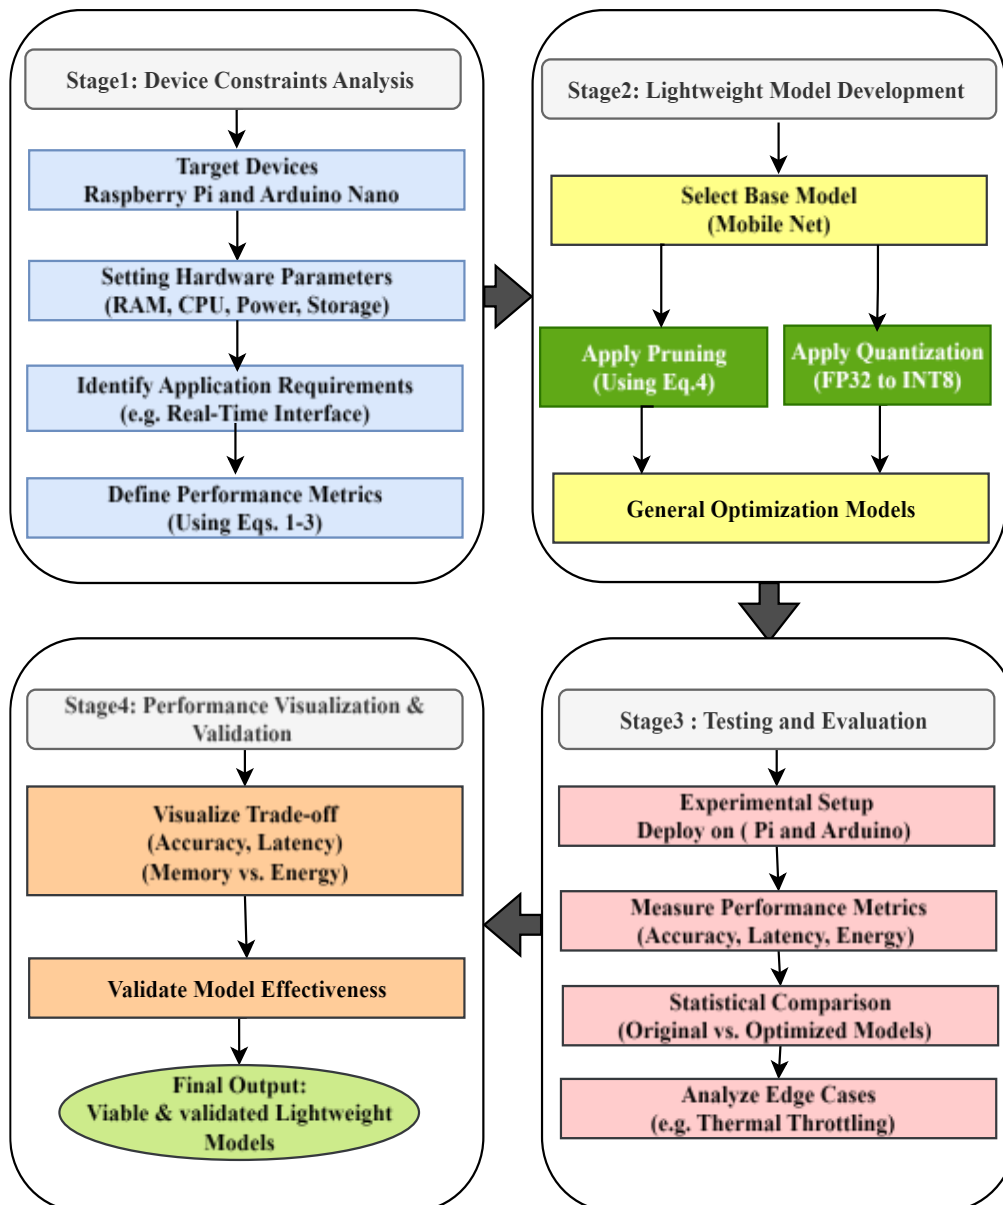 Stage1: Device Constraints Analysis
Target Devices
Raspberry Pi and Arduino Nano
Setting Hardware Parameters
(RAM, CPU, Power, Storage)
Identify Application Requirements
(e.g. Real-Time Interface)
Define Performance Metrics
(Using Eqs. 1-3)
Stage2: Lightweight Model Development
Select Base Model
(Mobile Net)
Apply Pruning
(Using Eq.4)
Apply Quantization
(FP32 to INT8)
General Optimization Models
Stage3 : Testing and Evaluation
Experimental Setup
Deploy on ( Pi and Arduino)
Measure Performance Metrics
(Accuracy, Latency, Energy)
Statistical Comparison
(Original vs. Optimized Models)
Analyze Edge Cases
(e.g. Thermal Throttling)
Stage4: Performance Visualization &
Validation
Visualize Trade-off
(Accuracy, Latency)
(Memory vs. Energy)
Validate Model Effectiveness
Final Output:
Viable & validated Lightweight
Models